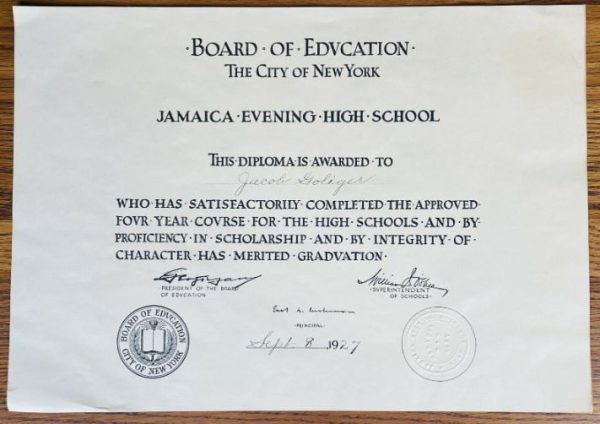 ·BOARD·OF·EDVCATION·
THE CITY OF NEW YORK
JAMAICA·EVENING·HIGH·SCHOOL
THIS·DIPLOMA·IS·AWARDED·TO
Jacob Goliger
WHO·HAS·SATISFACTORILY·COMPLETED·THE·APPROVED·
FOVR·YEAR·COVRSE·FOR·THE·HIGH·SCHOOLS·AND·BY·
PROFICIENCY·IN·SCHOLARSHIP·AND·BY·INTEGRITY·OF·
CHARACTER·HAS·MERITED·GRADVATION·
·PRESIDENT OF THE BOARD
OF EDUCATION
·SUPERINTENDENT
OF SCHOOLS·
·PRINCIPAL·
Sept 8, 1927
BOARD OF EDUCATION
CITY OF NEW YORK